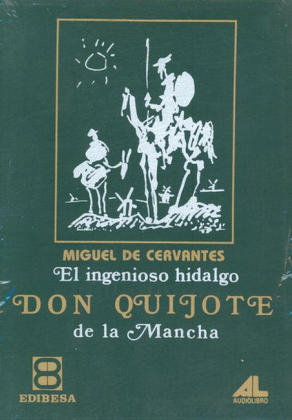 MIGUEL DE CERVANTES
El ingenioso hidalgo
DON QUIJOTE
de la Mancha
EDIBESA
AL
AUDIOLIBRO